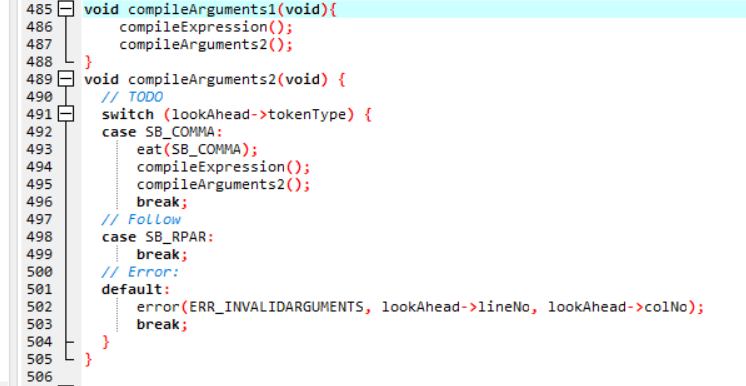 485 void compileArguments1(void){
486     compileExpression();
487     compileArguments2();
488 }
489 void compileArguments2(void) {
490   // TODO
491   switch (lookAhead->tokenType) {
492   case SB_COMMA:
493       eat(SB_COMMA);
494       compileExpression();
495       compileArguments2();
496       break;
497   // Follow
498   case SB_RPAR:
499       break;
500   // Error:
501   default:
502       error(ERR_INVALIDARGUMENTS, lookAhead->lineNo, lookAhead->colNo);
503       break;
504   }
505 }
506